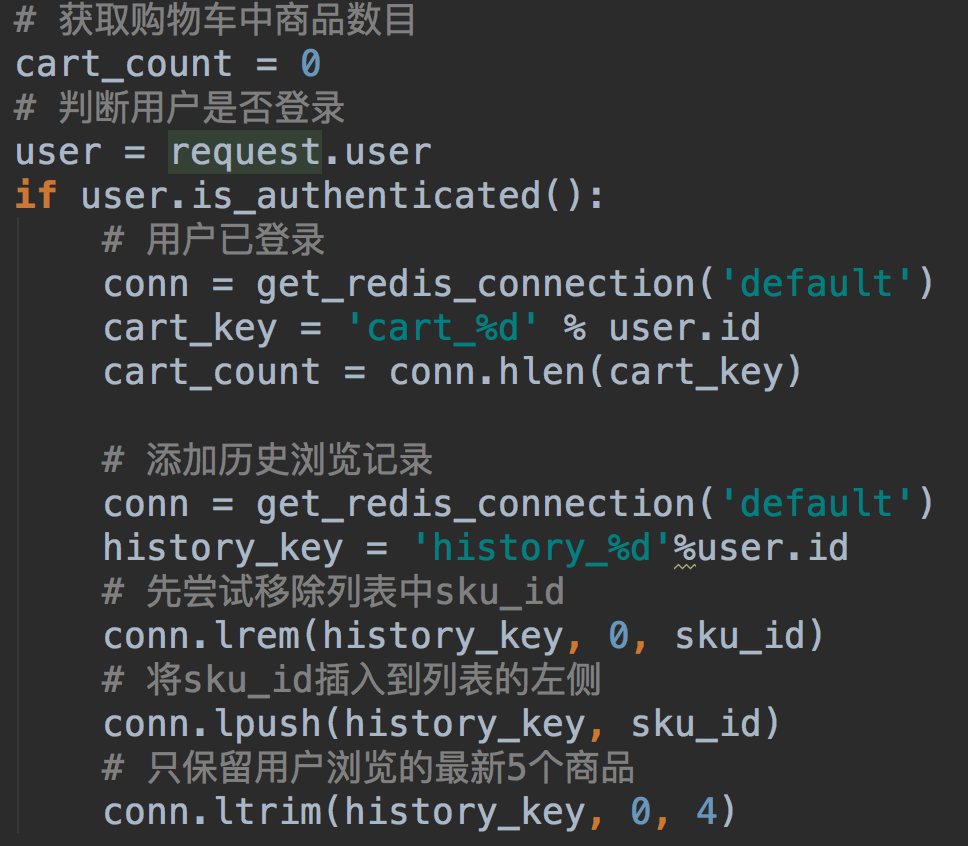 # 获取购物车中商品数目
cart_count = 0
# 判断用户是否登录
user = request.user
if user.is_authenticated():
    # 用户已登录
    conn = get_redis_connection('default')
    cart_key = 'cart_%d' % user.id
    cart_count = conn.hlen(cart_key)

    # 添加历史浏览记录
    conn = get_redis_connection('default')
    history_key = 'history_%d'%user.id
    # 先尝试移除列表中sku_id
    conn.lrem(history_key, 0, sku_id)
    # 将sku_id插入到列表的左侧
    conn.lpush(history_key, sku_id)
    # 只保留用户浏览的最新5个商品
    conn.ltrim(history_key, 0, 4)